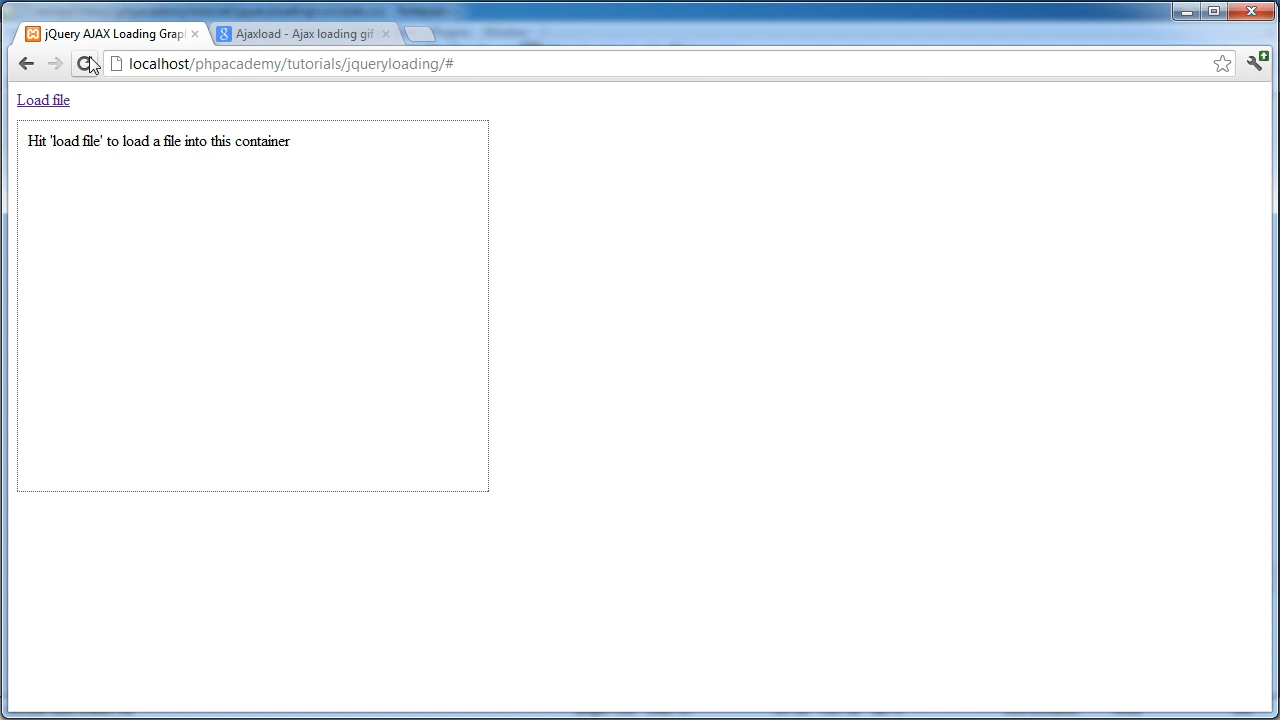 jQuery AJAX Loading Grap
Ajaxload - Ajax loading gif
localhost/phpacademy/tutorials/jqueryloading/#
Load file
Hit 'load file' to load a file into this container